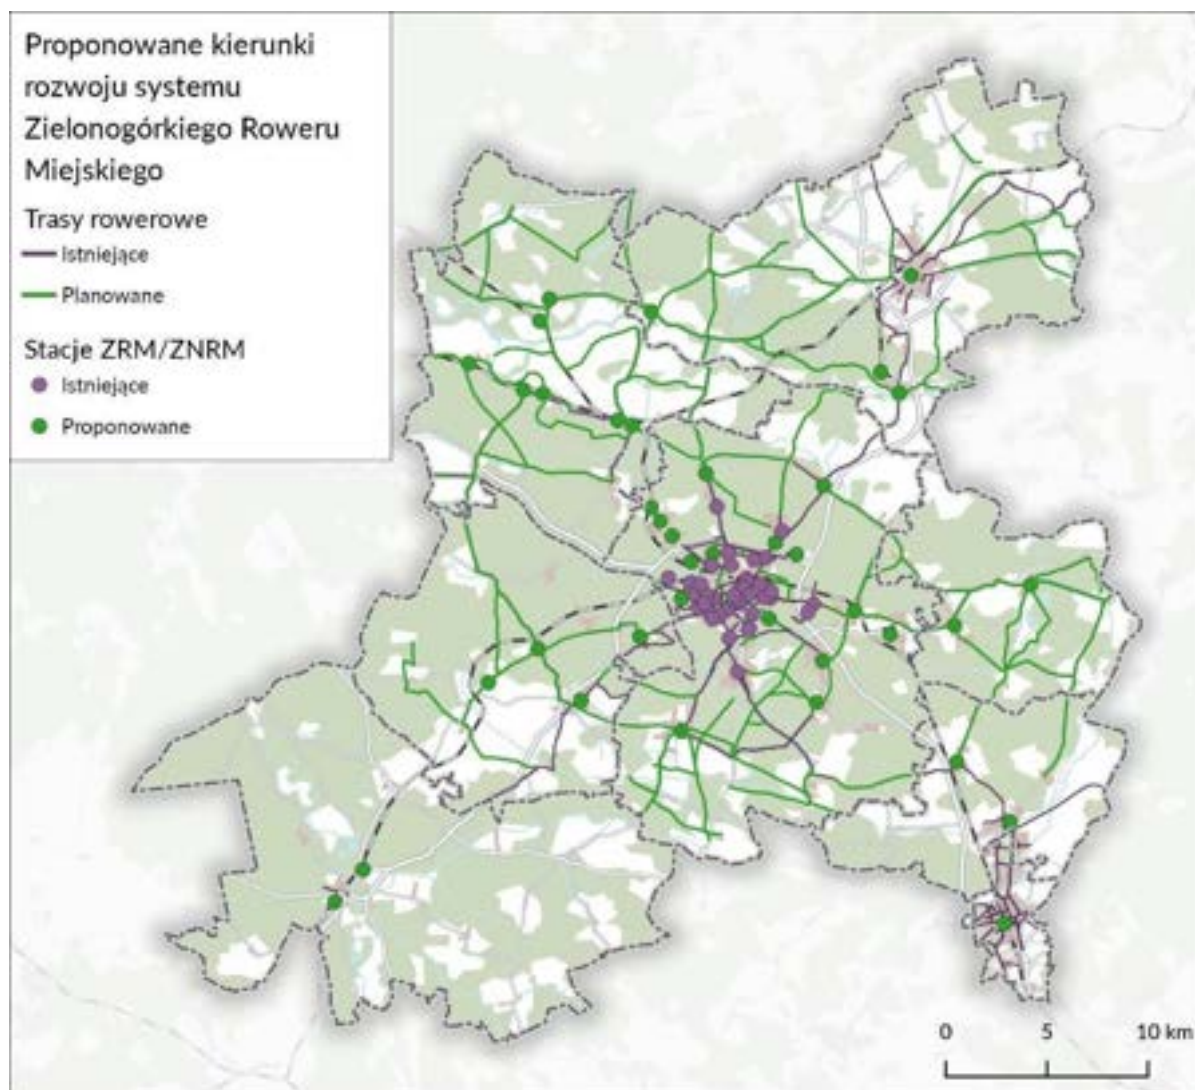 Proponowane kierunki
rozwoju systemu
Zielonogórkiego Roweru
Miejskiego
Trasy rowerowe
Istniejące
Planowane
Stacje ZRM/ZNRM
Istniejące
Proponowane
0 5 10 km